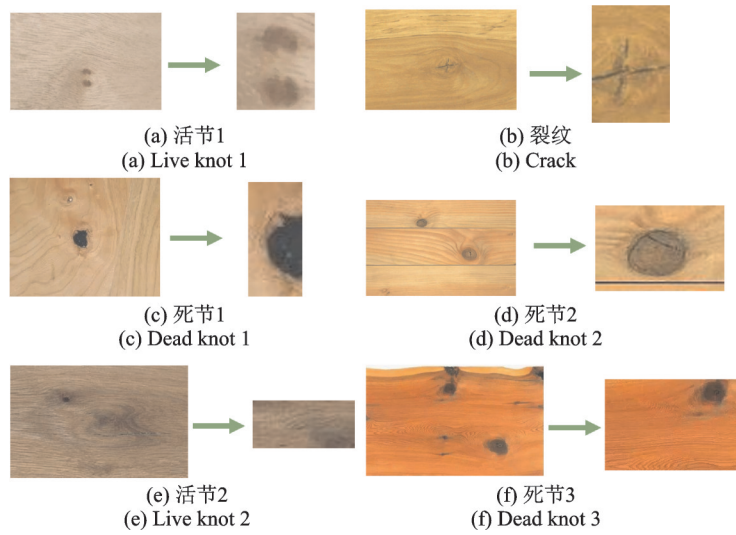 (a) 活节1
(a) Live knot 1
(b) 裂纹
(b) Crack
(c) 死节1
(c) Dead knot 1
(d) 死节2
(d) Dead knot 2
(e) 活节2
(e) Live knot 2
(f) 死节3
(f) Dead knot 3